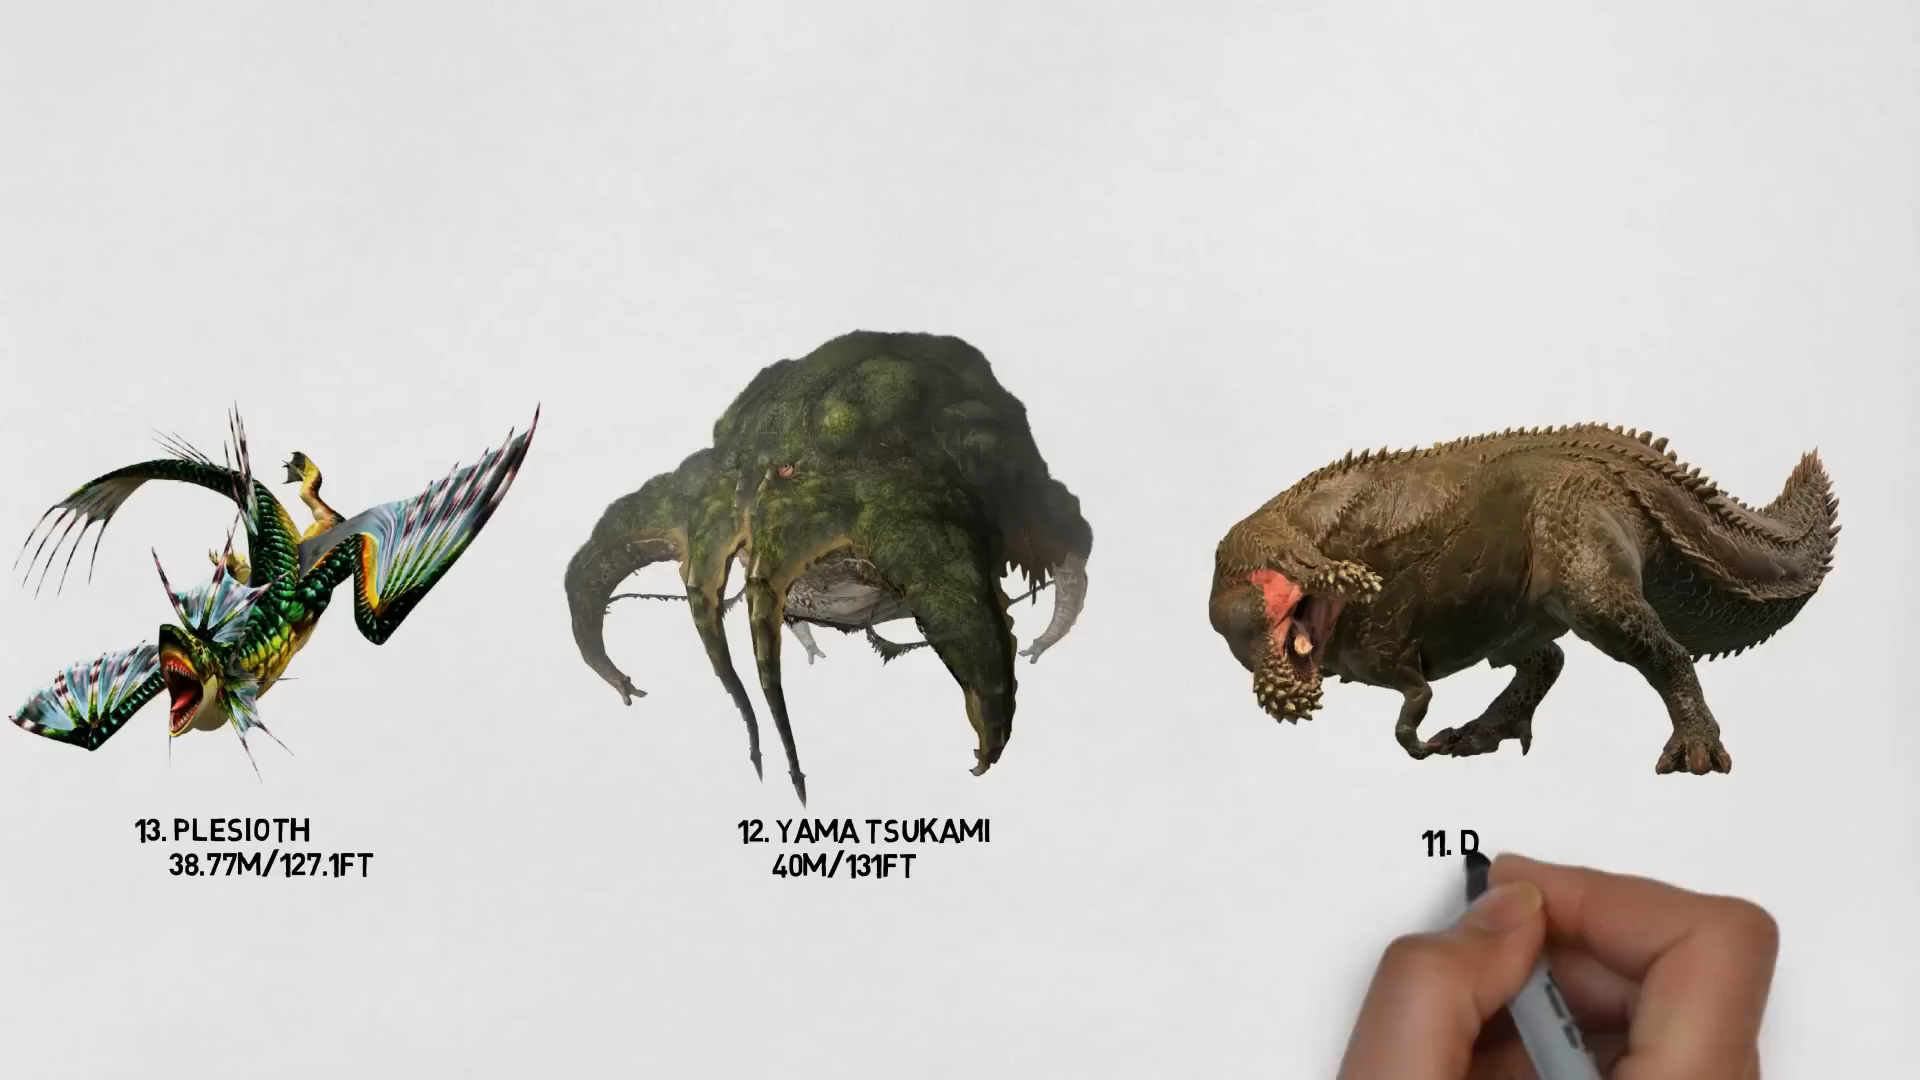 13. PLESIOTH
38.77M/127.1FT
12. YAMA TSUKAMI
40M/131FT
11. D